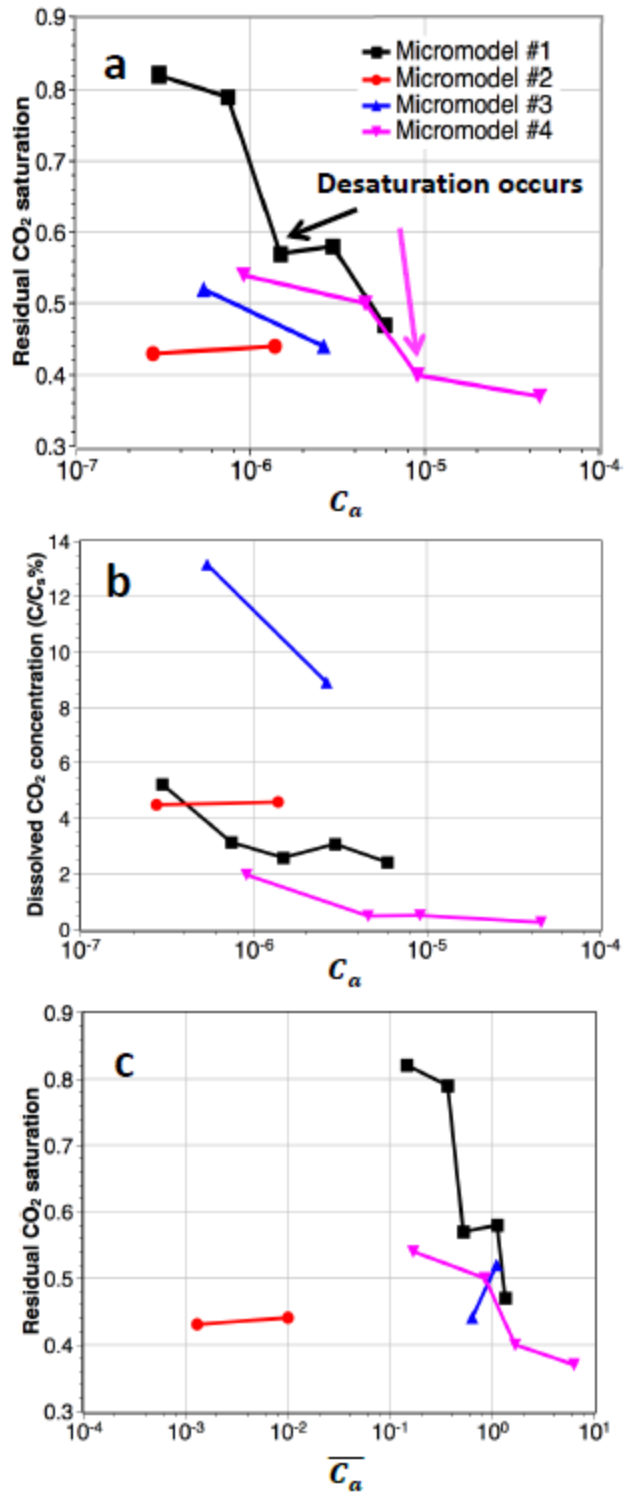 a
Micromodel #1
Micromodel #2
Micromodel #3
Micromodel #4
Desaturation occurs
Residual CO₂ saturation
0.9
0.8
0.7
0.6
0.5
0.4
0.3
10⁻⁷ 10⁻⁶ 10⁻⁵ 10⁻⁴
Cₐ
b
Dissolved CO₂ concentration (C/Cₛ%)
14
12
10
8
6
4
2
0
10⁻⁷ 10⁻⁶ 10⁻⁵ 10⁻⁴
Cₐ
c
Residual CO₂ saturation
0.9
0.8
0.7
0.6
0.5
0.4
0.3
10⁻⁴ 10⁻³ 10⁻² 10⁻¹ 10⁰ 10¹
C̅ₐ